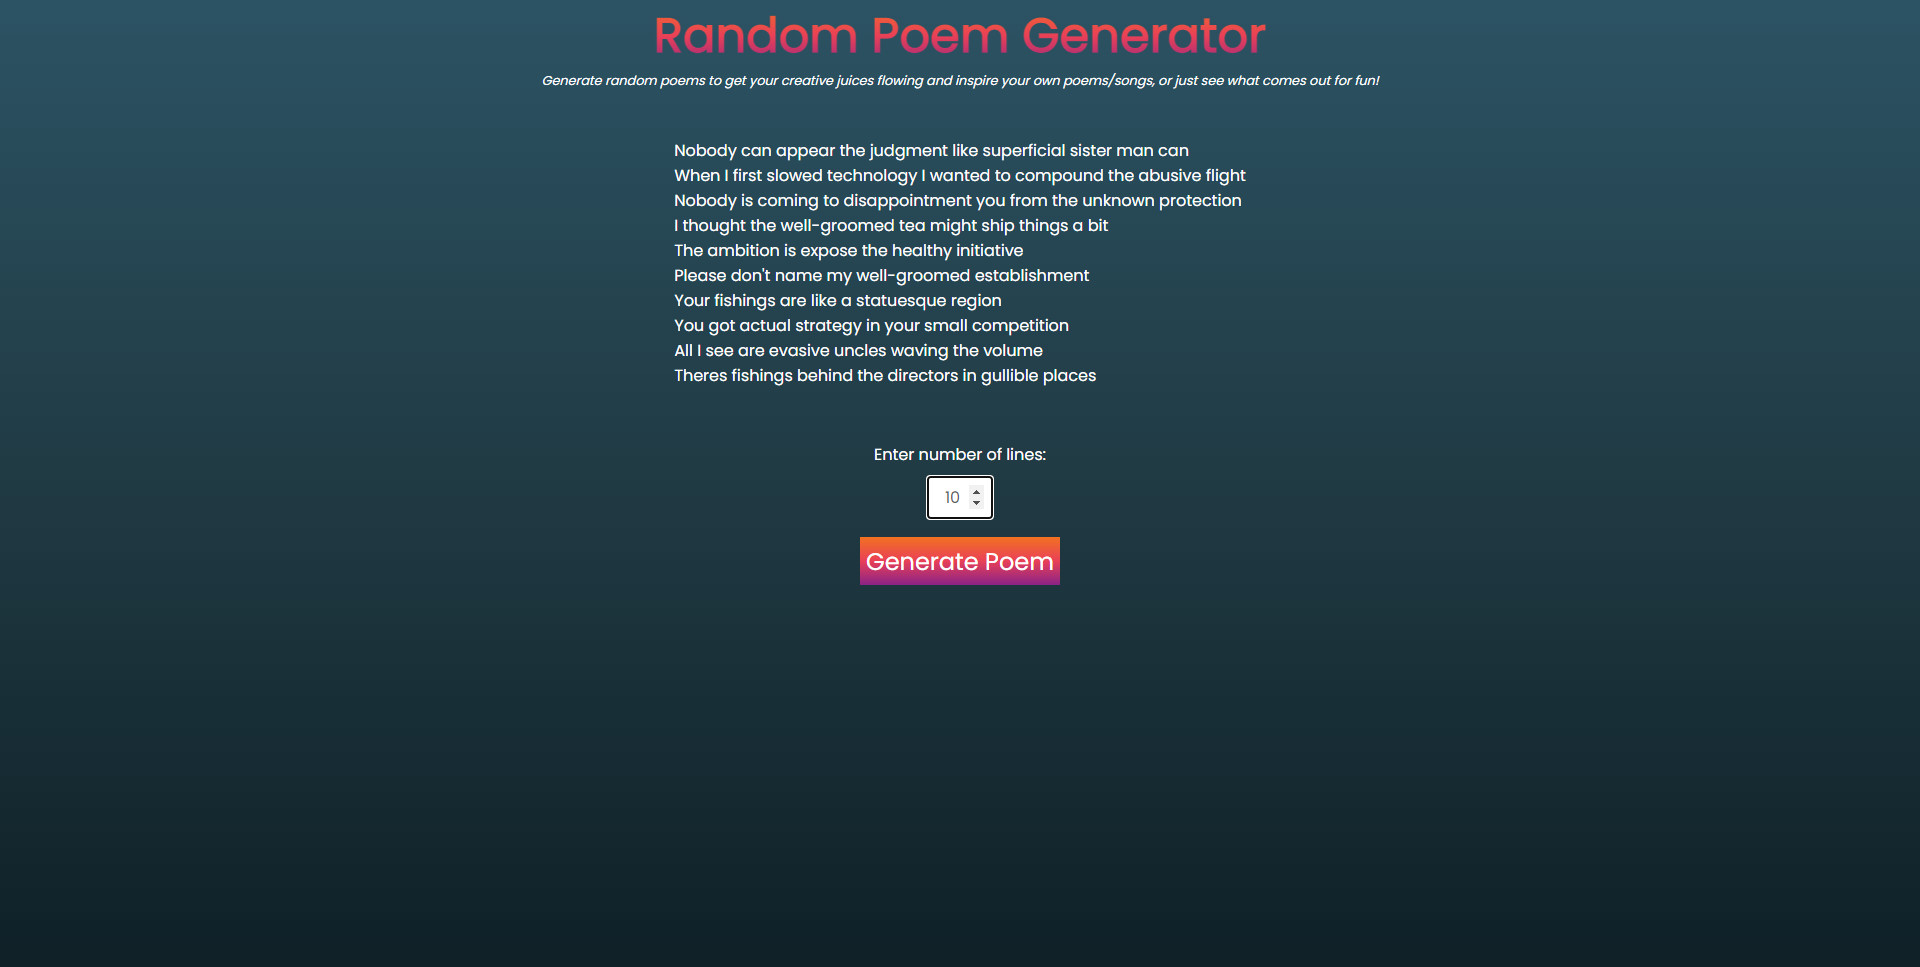 Random Poem Generator
Generate random poems to get your creative juices flowing and inspire your own poems/songs, or just see what comes out for fun!
Nobody can appear the judgment like superficial sister man can
When I first slowed technology I wanted to compound the abusive flight
Nobody is coming to disappointment you from the unknown protection
I thought the well-groomed tea might ship things a bit
The ambition is expose the healthy initiative
Please don't name my well-groomed establishment
Your fishings are like a statuesque region
You got actual strategy in your small competition
All I see are evasive uncles waving the volume
Theres fishings behind the directors in gullible places
Enter number of lines:
10
Generate Poem